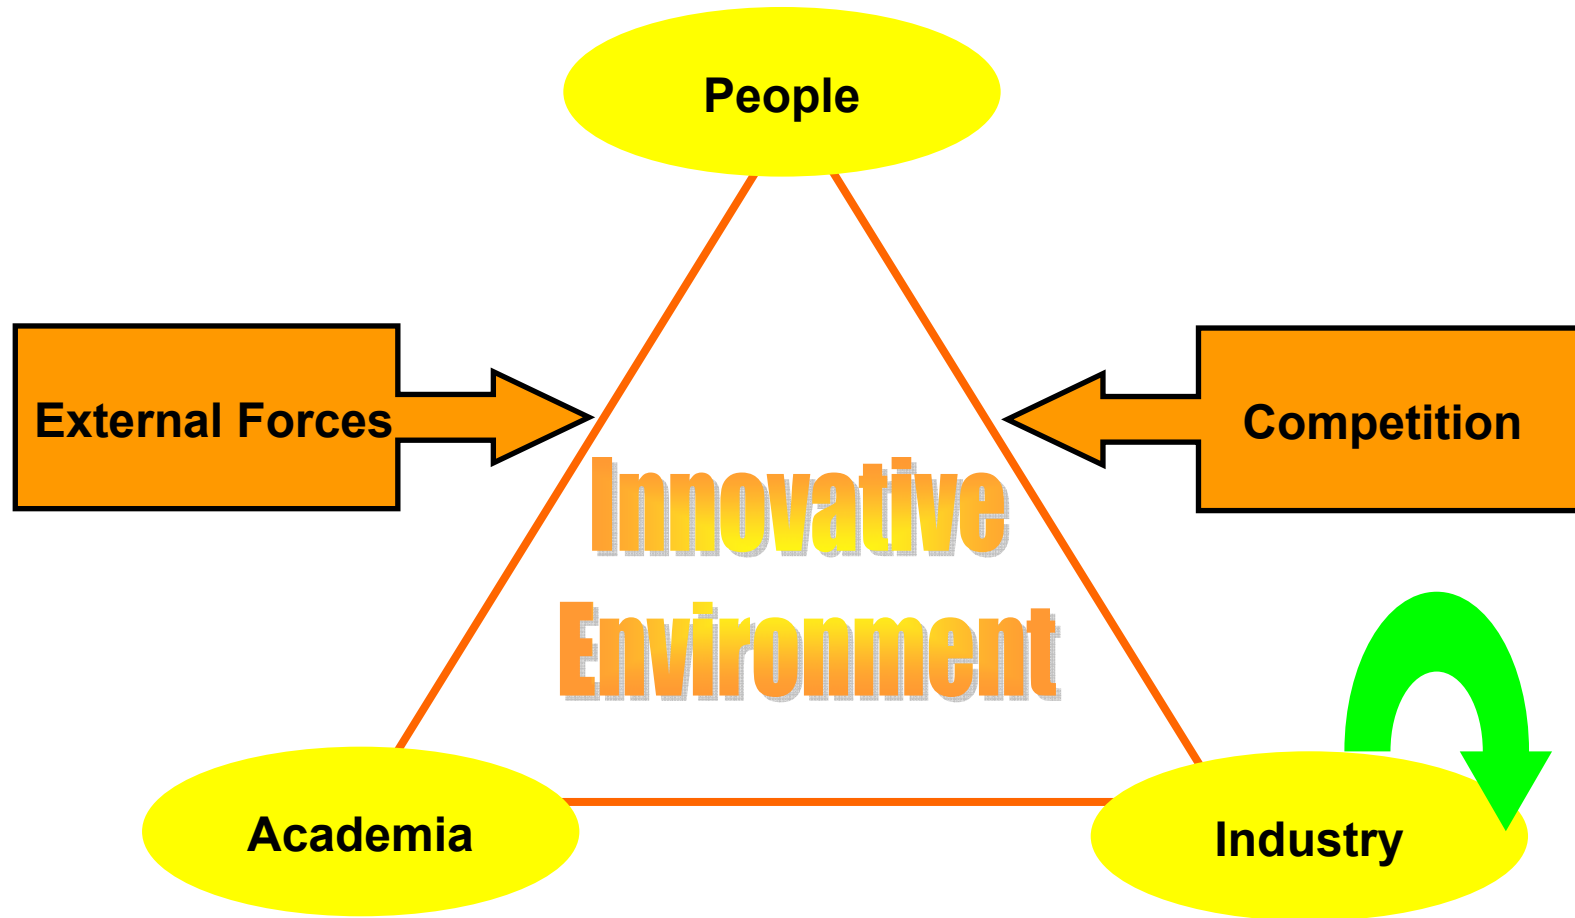 People
External Forces
Competition
Innovative
Environment
Academia
Industry